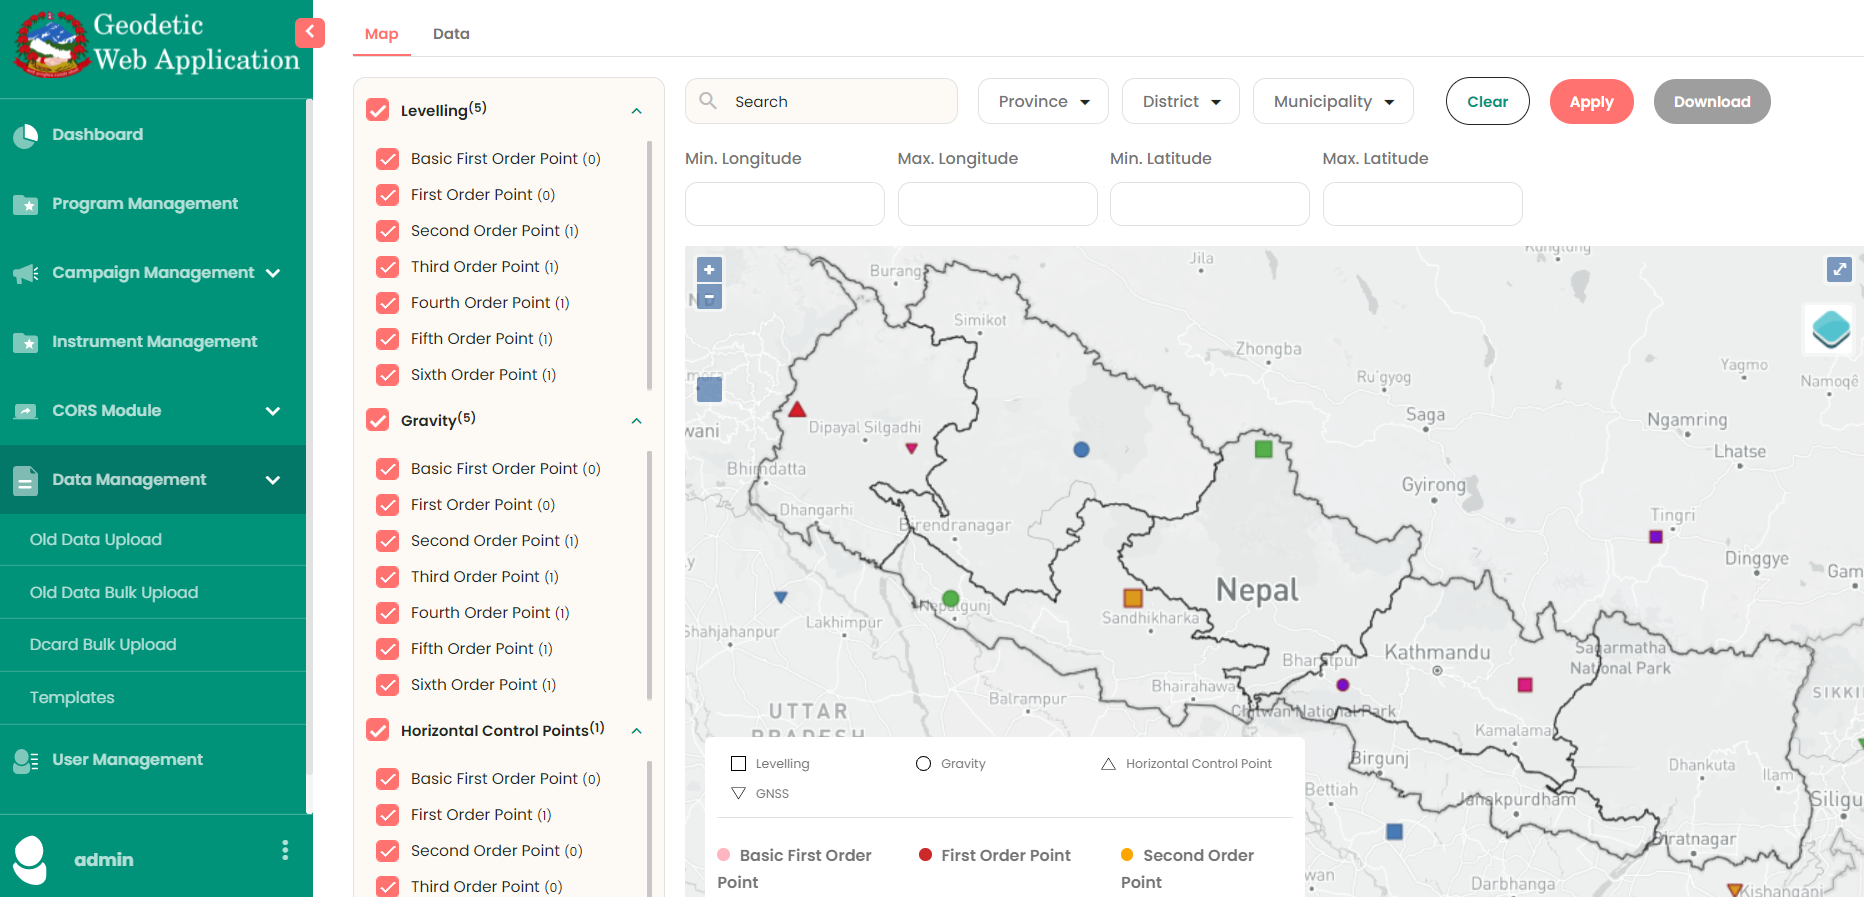 Geodetic
Web Application
Dashboard
Program Management
Campaign Management
Instrument Management
CORS Module
Data Management
Old Data Upload
Old Data Bulk Upload
Dcard Bulk Upload
Templates
User Management
admin
Map
Data
Levelling(5)
Basic First Order Point (0)
First Order Point (0)
Second Order Point (1)
Third Order Point (1)
Fourth Order Point (1)
Fifth Order Point (1)
Sixth Order Point (1)
Gravity(5)
Basic First Order Point (0)
First Order Point (0)
Second Order Point (1)
Third Order Point (1)
Fourth Order Point (1)
Fifth Order Point (1)
Sixth Order Point (1)
Horizontal Control Points(1)
Basic First Order Point (0)
First Order Point (1)
Second Order Point (0)
Third Order Point (0)
Search
Province
District
Municipality
Clear
Apply
Download
Min. Longitude
Max. Longitude
Min. Latitude
Max. Latitude
+
−
Burang
Jila
Simikot
Zhongba
Yagmo
Ru'gyog
Namoqê
Saga
Ngamring
wani
Dipayal Silgadhi
Lhatse
Bhimdatta
Gyirong
Dhangarhi
Birendranagar
Tingri
Dinggye
Gam
Nepal
Nepalgunj
Lakhimpur
Sandhikharka
Shahjahanpur
Kathmandu
Sagarmatha
National Park
Bharatpur
Bhairahawa
SIKKI
Balrampur
Chitwan National Park
UTTAR
PRADESH
Kamalamai
Birgunj
Dhankuta
Ilam
Bettiah
Janakpurdham
Siligu
Biratnagar
Darbhanga
Kishanganj
Levelling
Gravity
Horizontal Control Point
GNSS
Basic First Order
Point
First Order Point
Second Order
Point